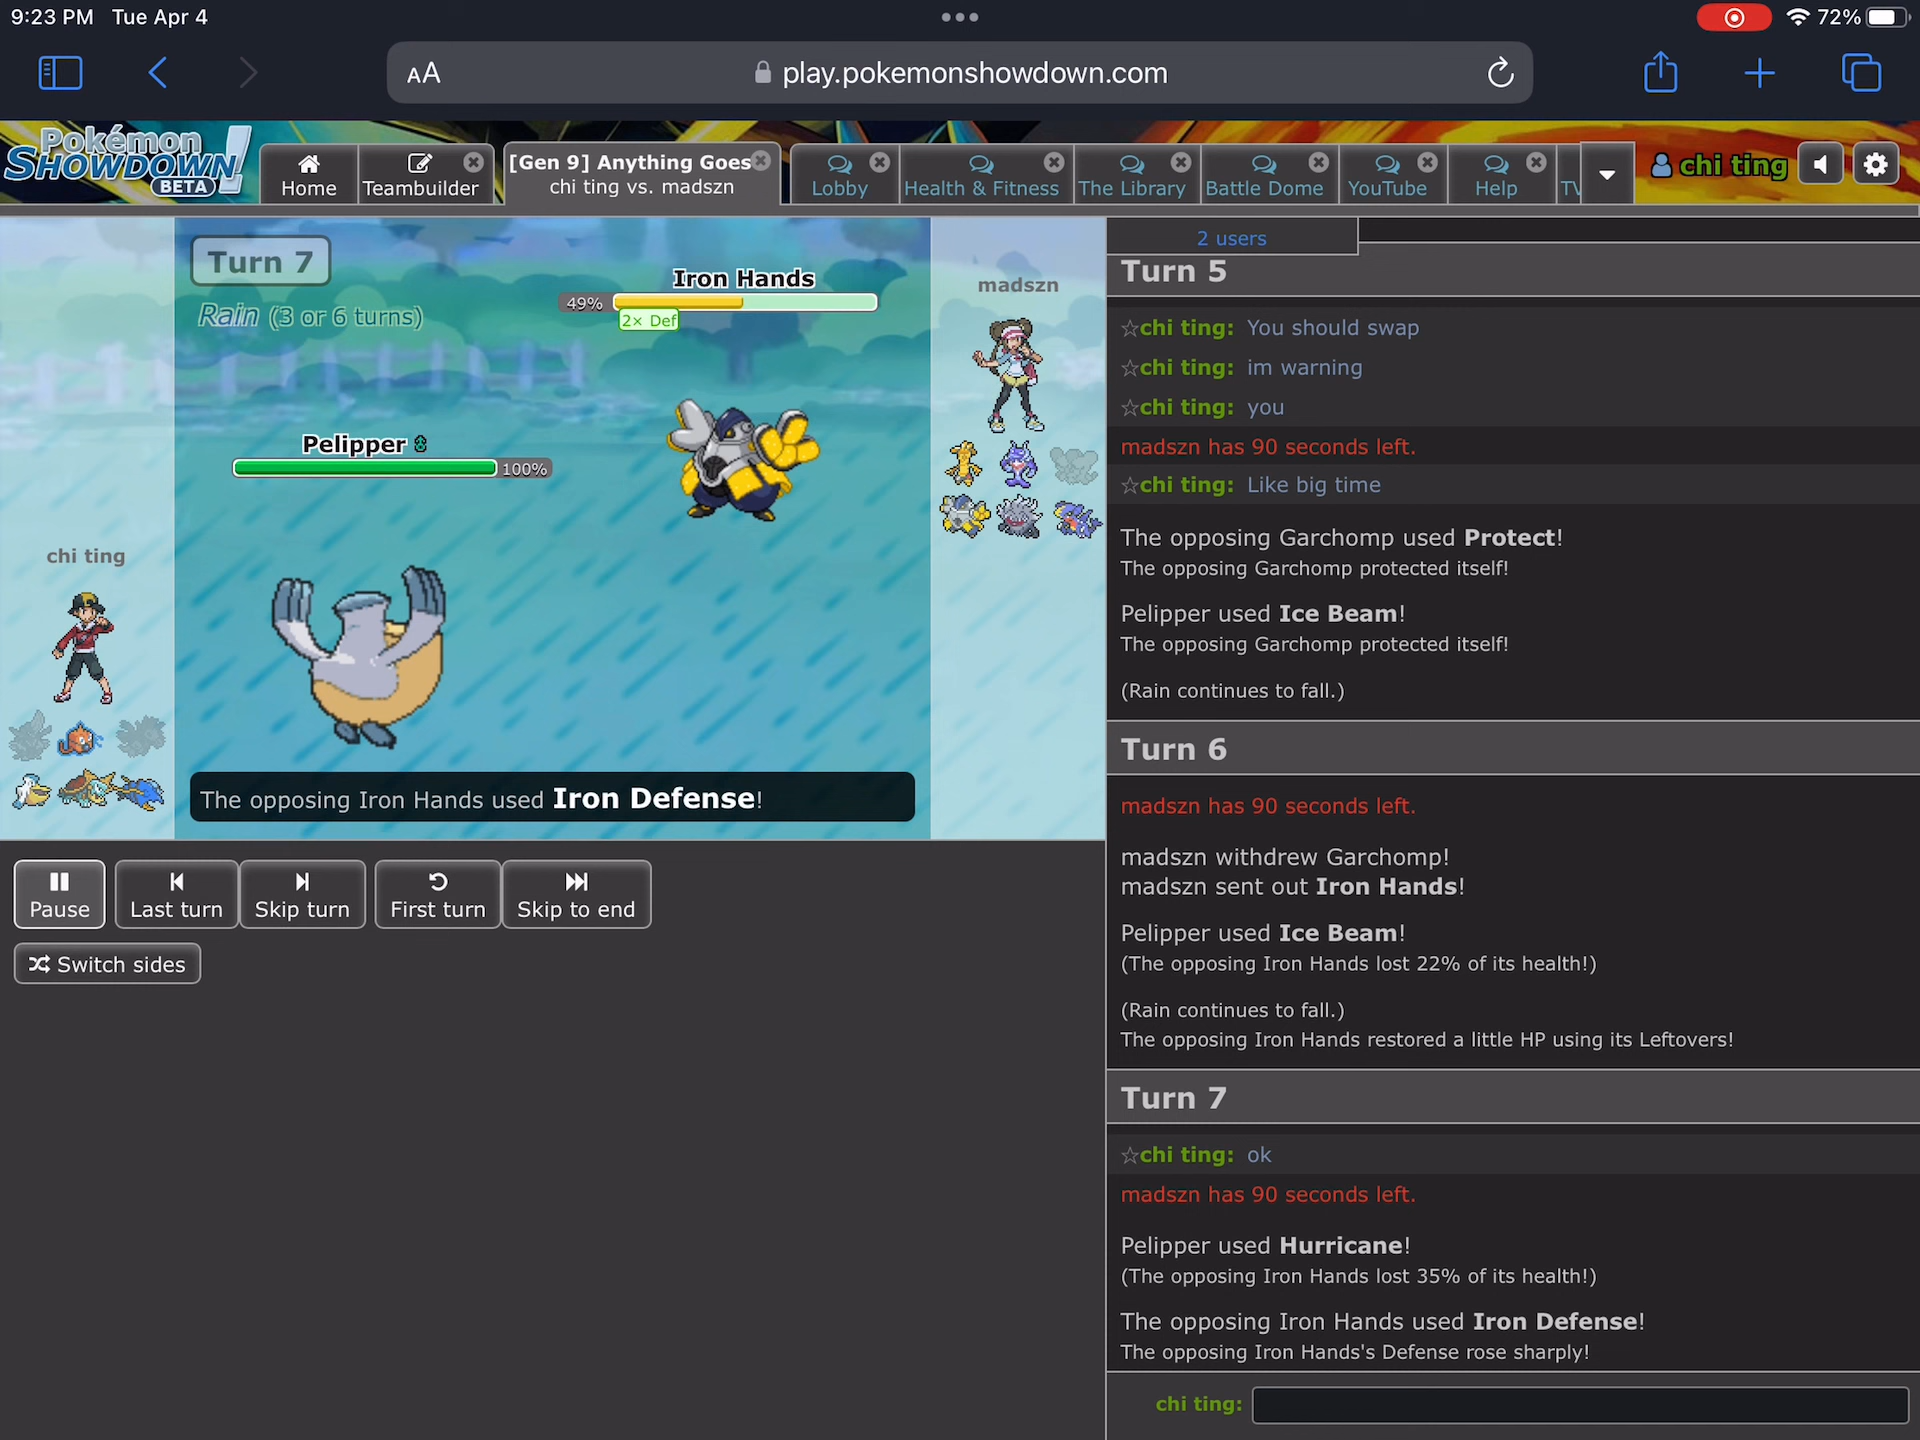 9:23 PM Tue Apr 4
72%
AA
play.pokemonshowdown.com
Pokémon
SHOWDOWN!
BETA
Home
Teambuilder
[Gen 9] Anything Goes
chi ting vs. madszn
Lobby
Health & Fitness
The Library
Battle Dome
YouTube
Help
TV
chi ting
Turn 7
Rain (3 or 6 turns)
Iron Hands
49%
2× Def
Pelipper
100%
madszn
chi ting
The opposing Iron Hands used Iron Defense!
Pause
Last turn
Skip turn
First turn
Skip to end
Switch sides
2 users
Turn 5
☆chi ting: You should swap
☆chi ting: im warning
☆chi ting: you
madszn has 90 seconds left.
☆chi ting: Like big time
The opposing Garchomp used Protect!
The opposing Garchomp protected itself!
Pelipper used Ice Beam!
The opposing Garchomp protected itself!
(Rain continues to fall.)
Turn 6
madszn has 90 seconds left.
madszn withdrew Garchomp!
madszn sent out Iron Hands!
Pelipper used Ice Beam!
(The opposing Iron Hands lost 22% of its health!)
(Rain continues to fall.)
The opposing Iron Hands restored a little HP using its Leftovers!
Turn 7
☆chi ting: ok
madszn has 90 seconds left.
Pelipper used Hurricane!
(The opposing Iron Hands lost 35% of its health!)
The opposing Iron Hands used Iron Defense!
The opposing Iron Hands's Defense rose sharply!
chi ting: